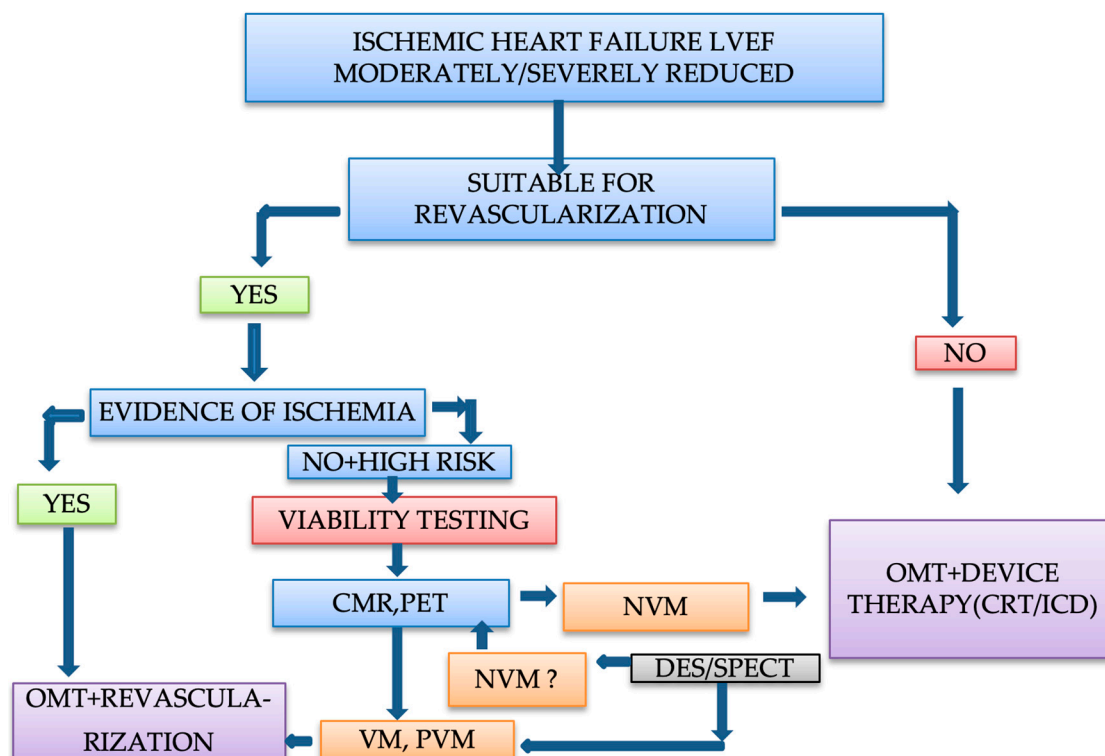 ISCHEMIC HEART FAILURE LVEF
MODERATELY/SEVERELY REDUCED
SUITABLE FOR
REVASCULARIZATION
YES
NO
EVIDENCE OF ISCHEMIA
NO+HIGH RISK
YES
VIABILITY TESTING
CMR,PET
NVM
OMT+DEVICE
THERAPY(CRT/ICD)
NVM ?
DES/SPECT
OMT+REVASCULA-
RIZATION
VM, PVM